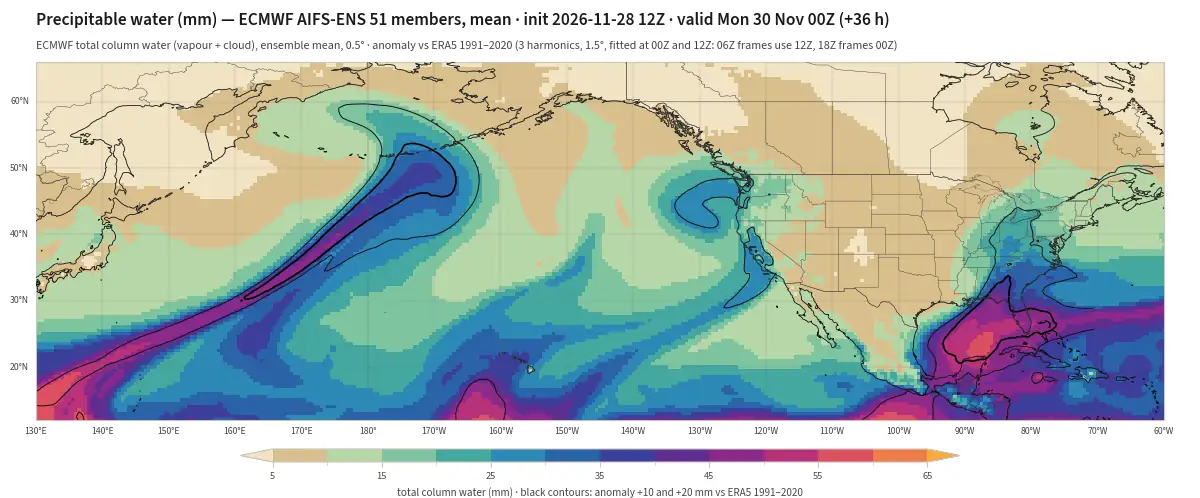 Precipitable water (mm) — ECMWF AIFS-ENS 51 members, mean · init 2026-11-28 12Z · valid Mon 30 Nov 00Z (+36 h)
ECMWF total column water (vapour + cloud), ensemble mean, 0.5° · anomaly vs ERA5 1991–2020 (3 harmonics, 1.5°, fitted at 00Z and 12Z: 06Z frames use 12Z, 18Z frames 00Z)
60°N
50°N
40°N
30°N
20°N
130°E 140°E 150°E 160°E 170°E 180° 170°W 160°W 150°W 140°W 130°W 120°W 110°W 100°W 90°W 80°W 70°W 60°W
5 15 25 35 45 55 65
total column water (mm) · black contours: anomaly +10 and +20 mm vs ERA5 1991–2020